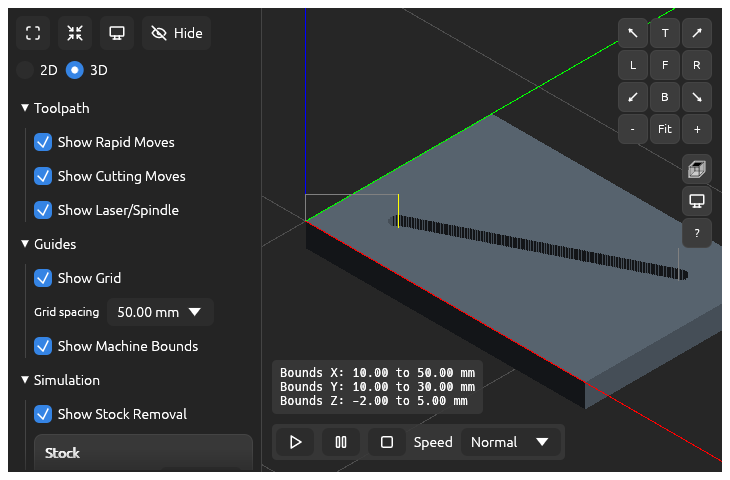 Hide
2D 3D
Toolpath
Show Rapid Moves
Show Cutting Moves
Show Laser/Spindle
Guides
Show Grid
Grid spacing 50.00 mm
Show Machine Bounds
Simulation
Show Stock Removal
Stock
T
L F R
B
- Fit +
?
Bounds X: 10.00 to 50.00 mm
Bounds Y: 10.00 to 30.00 mm
Bounds Z: -2.00 to 5.00 mm
Speed Normal